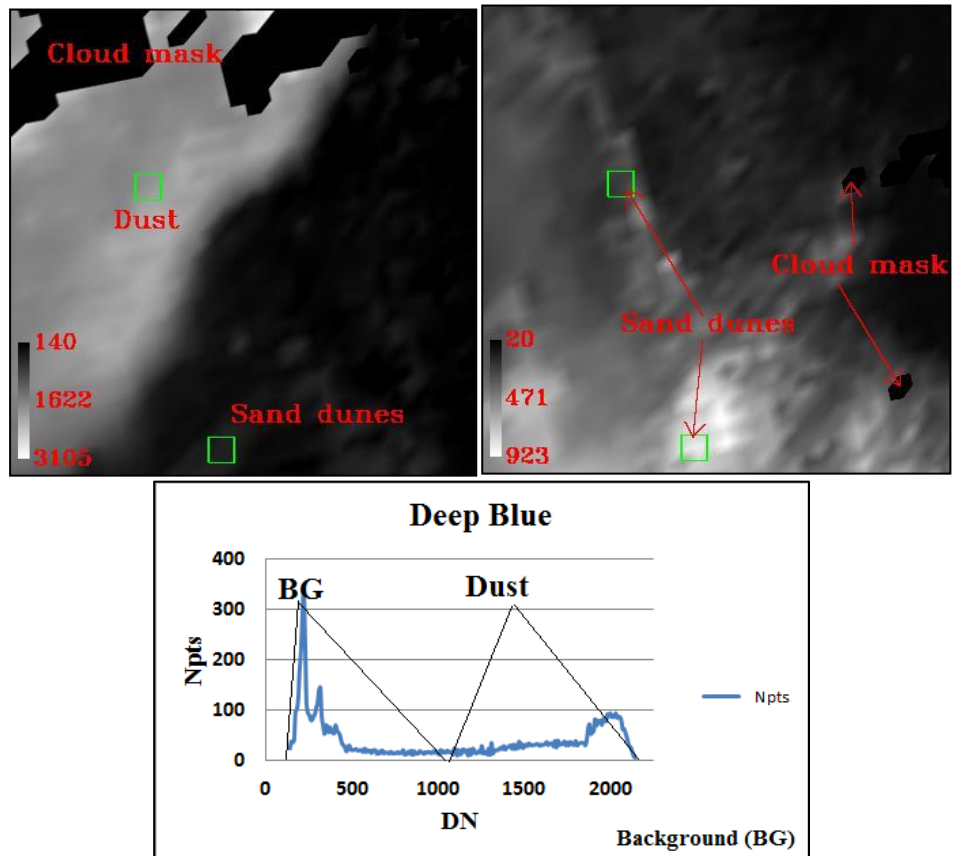 Cloud mask
Dust
140
1622
3105
Sand dunes
Cloud mask
Sand dunes
20
471
923
Deep Blue
400
300
200
100
0
BG
Dust
Npts
Npts
0 500 1000 1500 2000
DN
Background (BG)